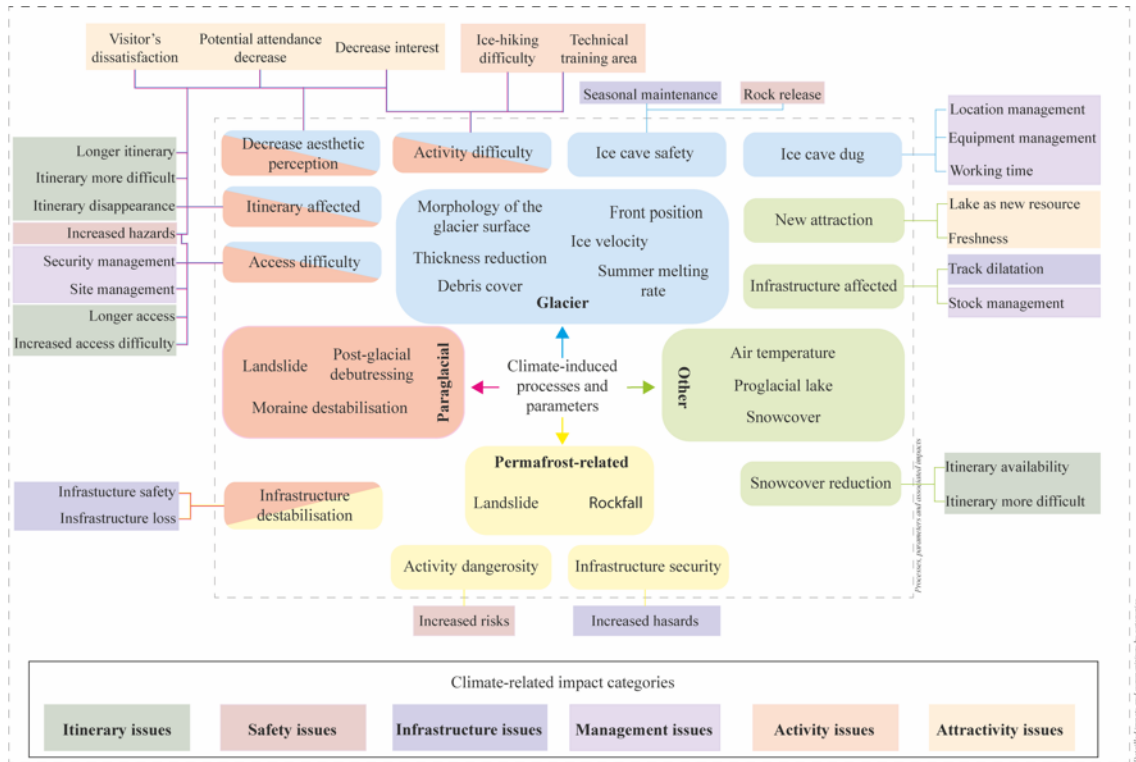 Visitor's
dissatisfaction
Potential attendance
decrease
Decrease interest
Ice-hiking
difficulty
Technical
training area
Seasonal maintenance
Rock release
Location management
Equipment management
Working time
Longer itinerary
Itinerary more difficult
Itinerary disappearance
Increased hazards
Security management
Site management
Longer access
Increased access difficulty
Decrease aesthetic
perception
Activity difficulty
Ice cave safety
Ice cave dug
Itinerary affected
Access difficulty
Morphology of the
glacier surface
Front position
Ice velocity
Thickness reduction
Summer melting
rate
Debris cover
Glacier
New attraction
Lake as new resource
Freshness
Infrastructure affected
Track dilatation
Stock management
Landslide
Post-glacial
debutressing
Moraine destabilisation
Paraglacial
Climate-induced
processes and
parameters
Other
Air temperature
Proglacial lake
Snowcover
Permafrost-related
Landslide
Rockfall
Snowcover reduction
Itinerary availability
Itinerary more difficult
Infrastucture safety
Insfrastructure loss
Infrastructure
destabilisation
Activity dangerosity
Infrastructure security
Increased risks
Increased hasards
Processes, parameters and associated impacts
Climate-related impact categories
Itinerary issues
Safety issues
Infrastructure issues
Management issues
Activity issues
Attractivity issues